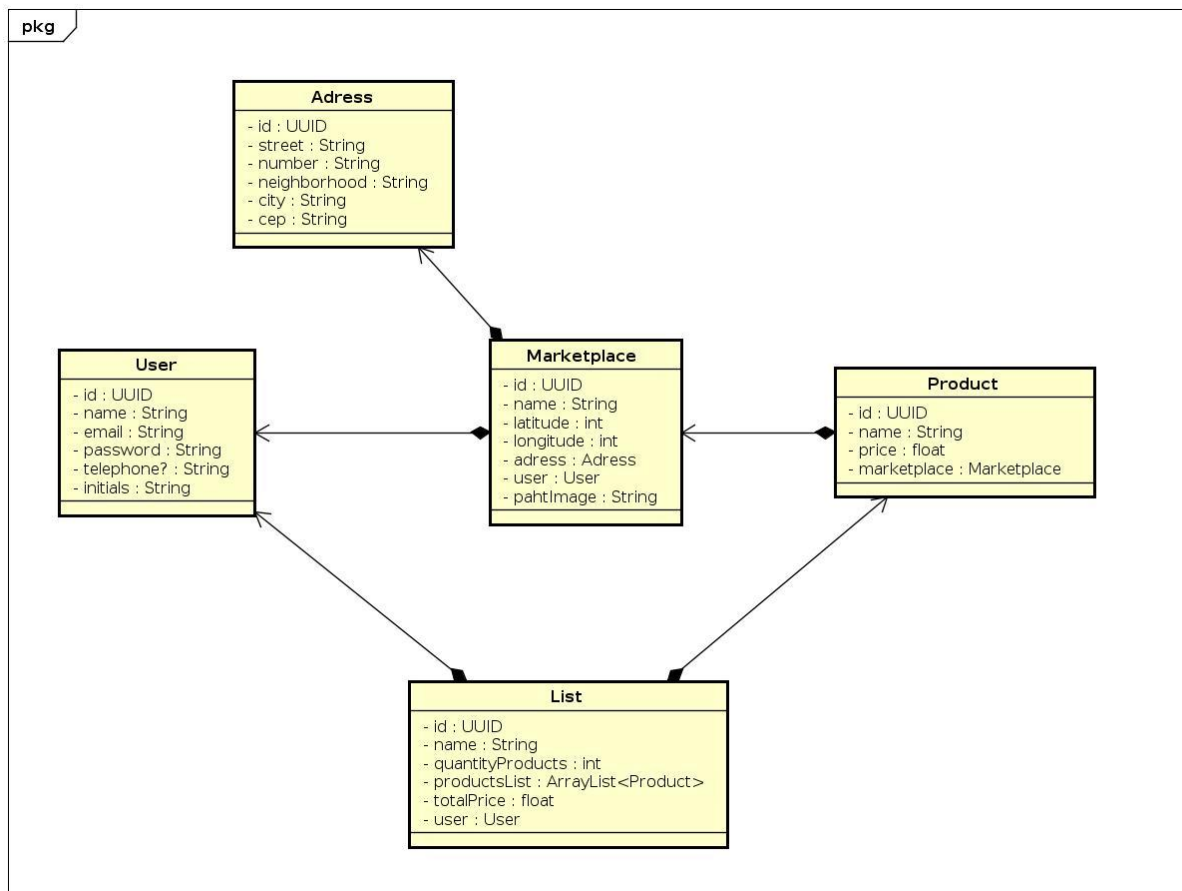 pkg
Adress
- id : UUID
- street : String
- number : String
- neighborhood : String
- city : String
- cep : String
User
- id : UUID
- name : String
- email : String
- password : String
- telephone? : String
- initials : String
Marketplace
- id : UUID
- name : String
- latitude : int
- longitude : int
- adress : Adress
- user : User
- pahtImage : String
Product
- id : UUID
- name : String
- price : float
- marketplace : Marketplace
List
- id : UUID
- name : String
- quantityProducts : int
- productsList : ArrayList<Product>
- totalPrice : float
- user : User